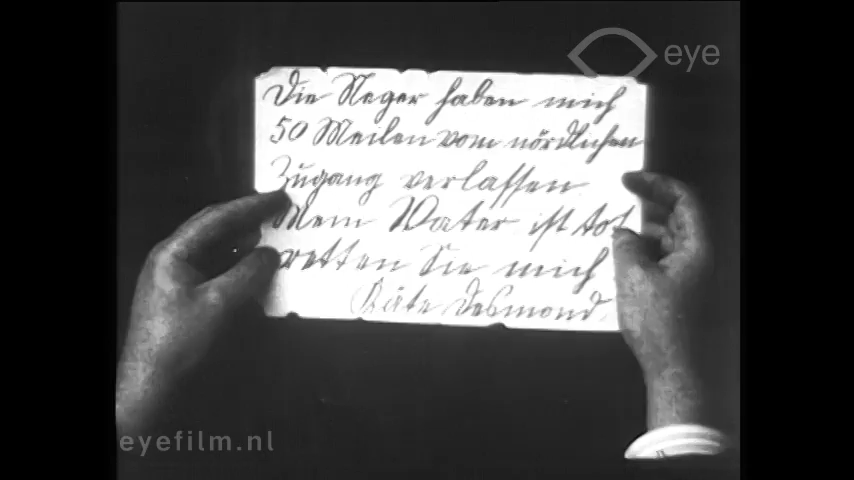 eye
Die Neger haben mich
50 Meilen vom nördlichen
Zugang verlassen
Mein Vater ist tot
retten Sie mich
Käte Desmond.
eyefilm.nl